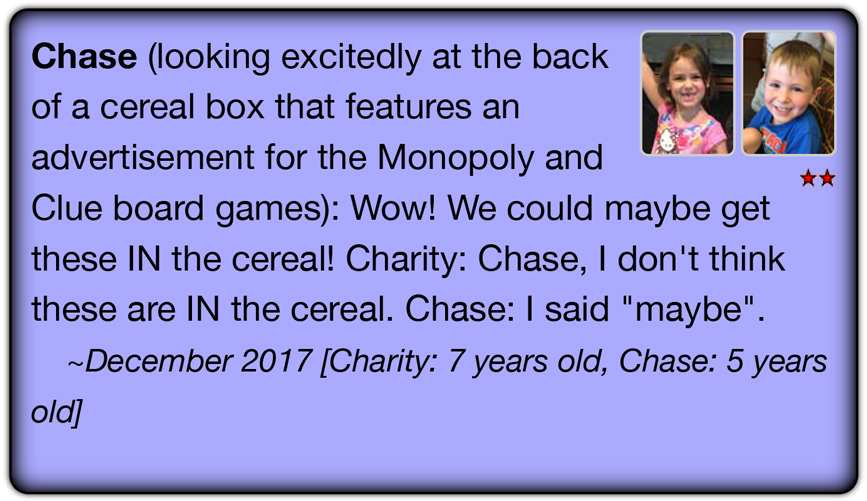 Chase (looking excitedly at the back
of a cereal box that features an
advertisement for the Monopoly and
Clue board games): Wow! We could maybe get
these IN the cereal! Charity: Chase, I don't think
these are IN the cereal. Chase: I said "maybe".
~December 2017 [Charity: 7 years old, Chase: 5 years
old]